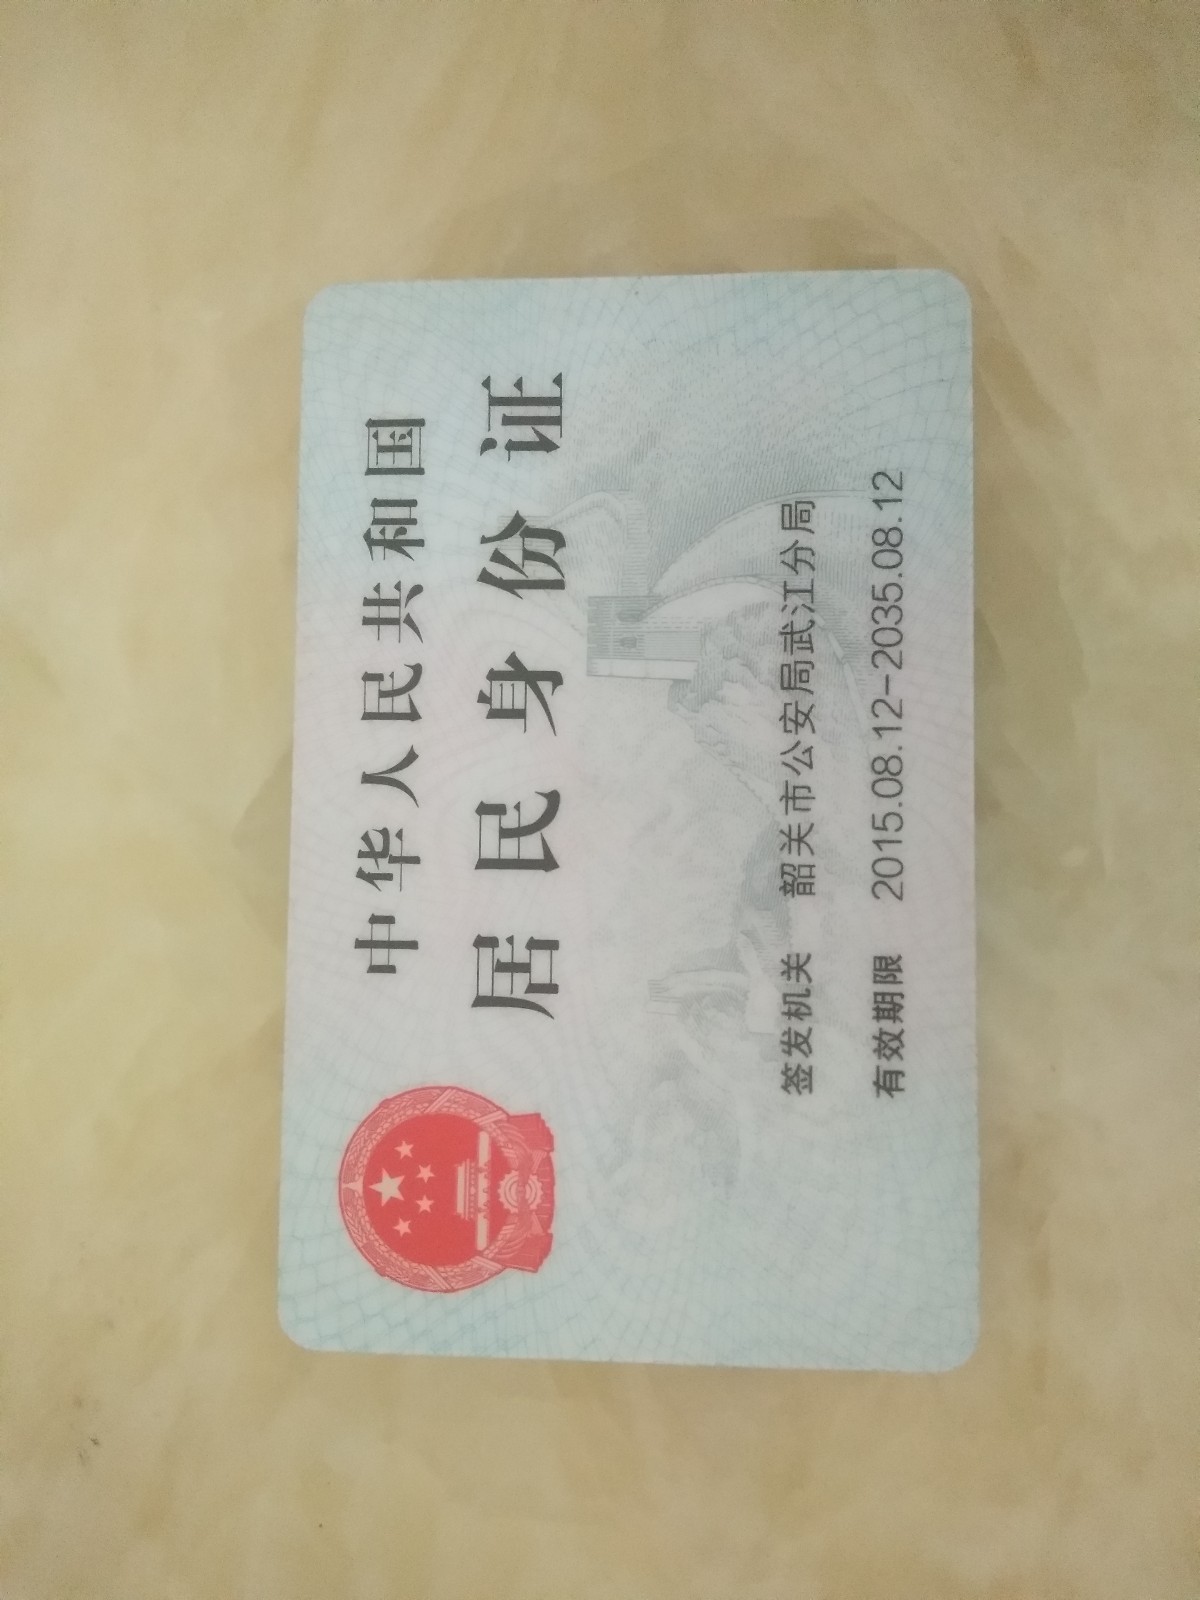 中华人民共和国
居民身份证
签发机关 韶关市公安局武江分局
有效期限 2015.08.12-2035.08.12